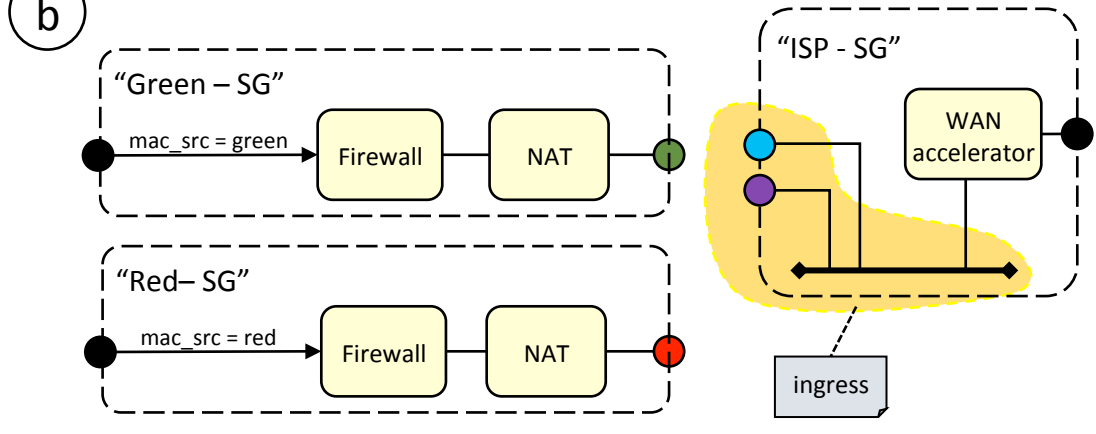 b
“Green – SG”
mac_src = green
Firewall
NAT
“Red– SG”
mac_src = red
Firewall
NAT
“ISP - SG”
WAN
accelerator
ingress